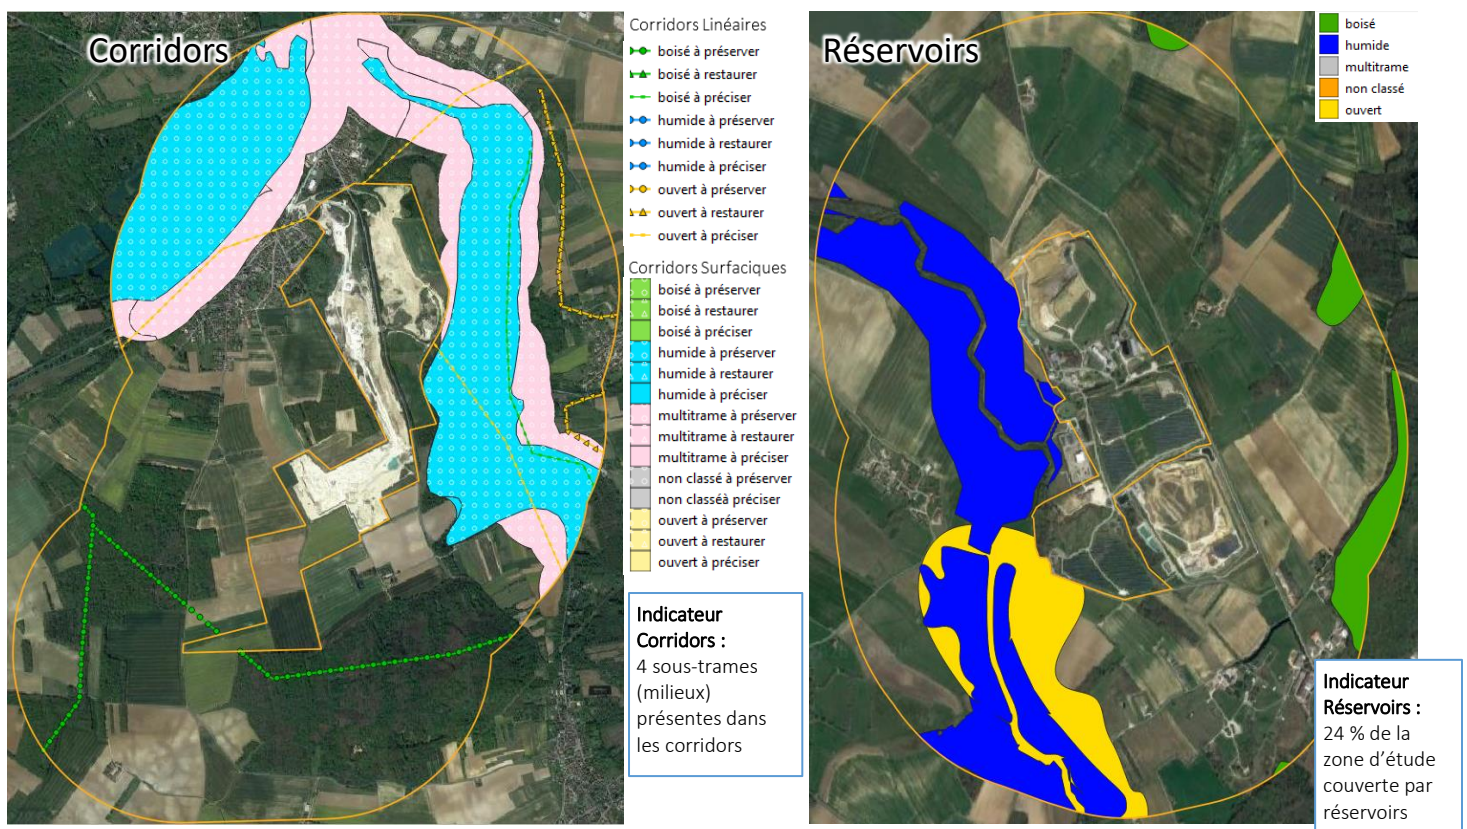 Corridors
Corridors Linéaires
boisé à préserver
boisé à restaurer
boisé à préciser
humide à préserver
humide à restaurer
humide à préciser
ouvert à préserver
ouvert à restaurer
ouvert à préciser
Corridors Surfaciques
boisé à préserver
boisé à restaurer
boisé à préciser
humide à préserver
humide à restaurer
humide à préciser
multitrame à préserver
multitrame à restaurer
multitrame à préciser
non classé à préserver
non classéà préciser
ouvert à préserver
ouvert à restaurer
ouvert à préciser
Indicateur
Corridors :
4 sous-trames
(milieux)
présentes dans
les corridors
Réservoirs
boisé
humide
multitrame
non classé
ouvert
Indicateur
Réservoirs :
24 % de la
zone d'étude
couverte par
réservoirs